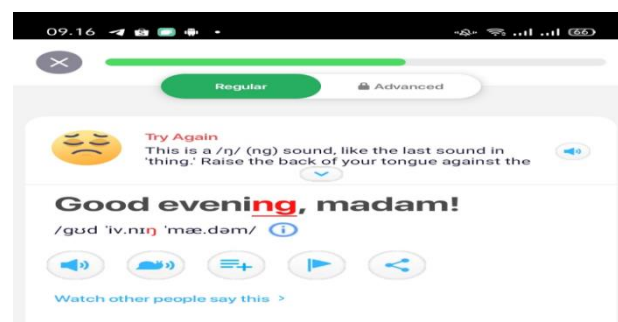 09.16 66
Regular Advanced
Try Again
This is a /ŋ/ (ng) sound, like the last sound in
'thing.' Raise the back of your tongue against the
Good evening, madam!
/gʊd ˈiv.nɪŋ ˈmæ.dəm/
Watch other people say this >